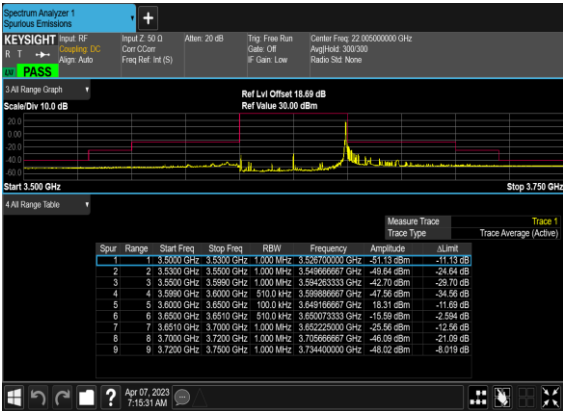 Spectrum Analyzer 1
Spurious Emissions
+
KEYSIGHT Input: RF Input Z: 50 Ω Atten: 20 dB Trig: Free Run Center Freq: 22.005000000 GHz
R T Coupling: DC Corr CCorr Gate: Off Avg|Hold: 300/300
Align: Auto Freq Ref: Int (S) IF Gain: Low Radio Std: None
PASS
3 All Range Graph
Ref Lvl Offset 18.69 dB
Scale/Div 10.0 dB Ref Value 30.00 dBm
20.0
0.00
-20.0
-40.0
-60.0
Start 3.500 GHz Stop 3.750 GHz
4 All Range Table
Measure Trace Trace 1
Trace Type Trace Average (Active)
Spur Range Start Freq Stop Freq RBW Frequency Amplitude ΔLimit
1 1 3.5000 GHz 3.5300 GHz 1.000 MHz 3.526700000 GHz -51.13 dBm -11.13 dB
2 2 3.5300 GHz 3.5500 GHz 1.000 MHz 3.549666667 GHz -49.64 dBm -24.64 dB
3 3 3.5500 GHz 3.5990 GHz 1.000 MHz 3.594263333 GHz -42.70 dBm -29.70 dB
4 4 3.5990 GHz 3.6000 GHz 510.0 kHz 3.599886667 GHz -47.56 dBm -34.56 dB
5 5 3.6000 GHz 3.6500 GHz 100.0 kHz 3.649166667 GHz 18.31 dBm -11.69 dB
6 6 3.6500 GHz 3.6510 GHz 510.0 kHz 3.650073333 GHz -15.59 dBm -2.594 dB
7 7 3.6510 GHz 3.7000 GHz 1.000 MHz 3.652225000 GHz -25.56 dBm -12.56 dB
8 8 3.7000 GHz 3.7200 GHz 1.000 MHz 3.705666667 GHz -46.09 dBm -21.09 dB
9 9 3.7200 GHz 3.7500 GHz 1.000 MHz 3.734400000 GHz -48.02 dBm -8.019 dB
? Apr 07, 2023
7:15:31 AM